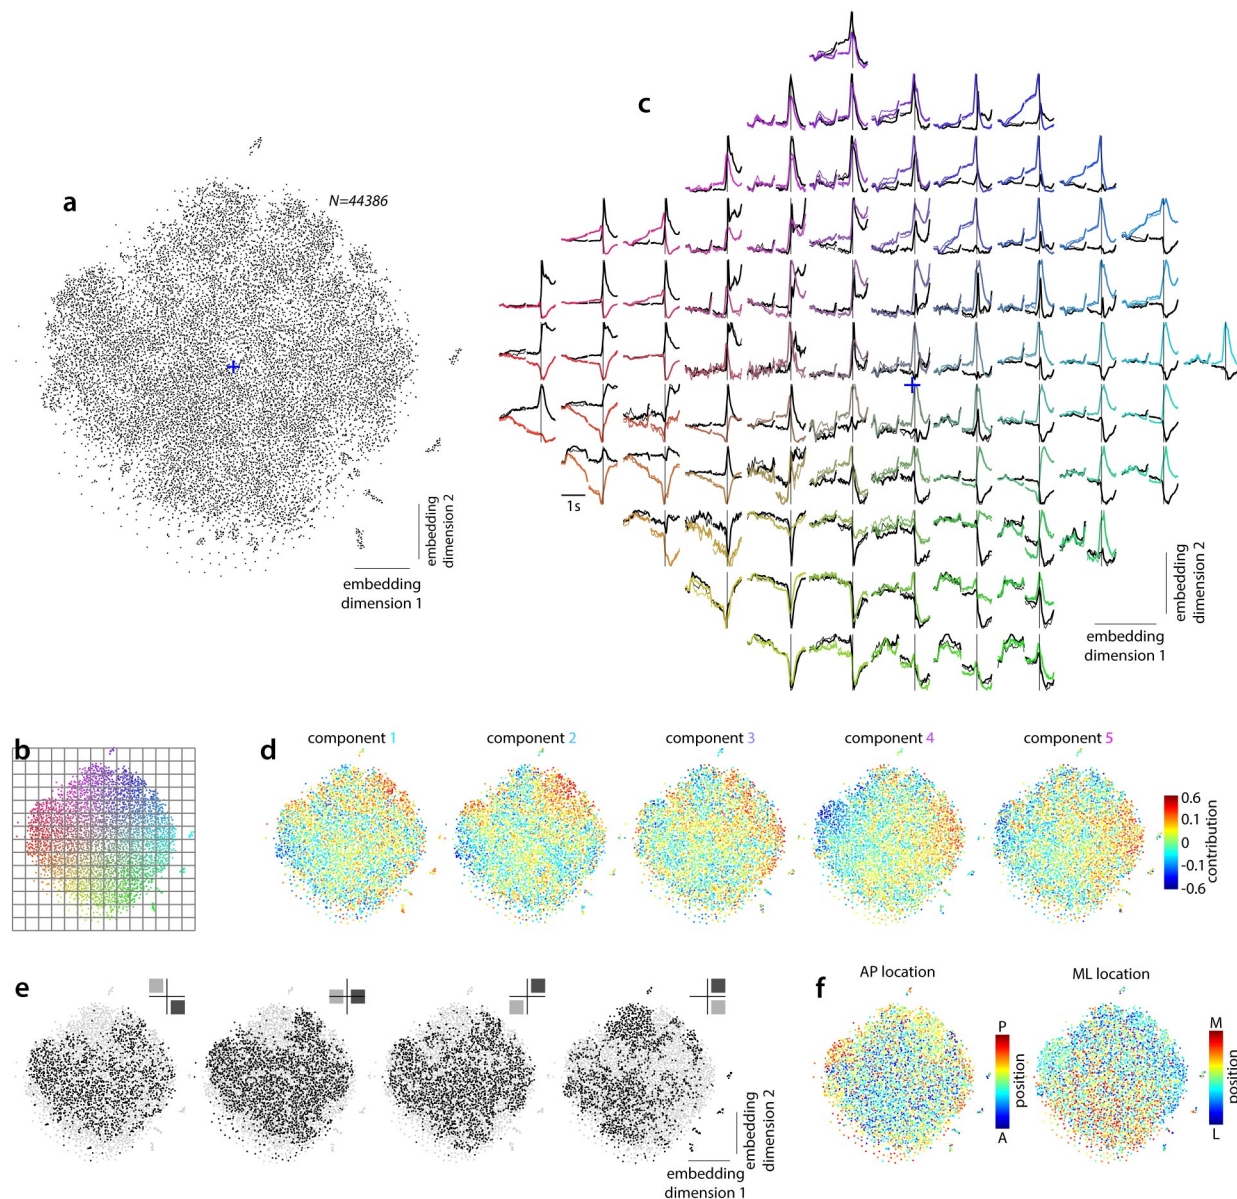 a
N=44386
embedding
dimension 2
embedding
dimension 1
c
1s
embedding
dimension 2
embedding
dimension 1
b
d
component 1
component 2
component 3
component 4
component 5
0.6
0.1
0
-0.1
-0.6
contribution
e
embedding
dimension 2
embedding
dimension 1
f
AP location
P
A
position
ML location
M
L
position